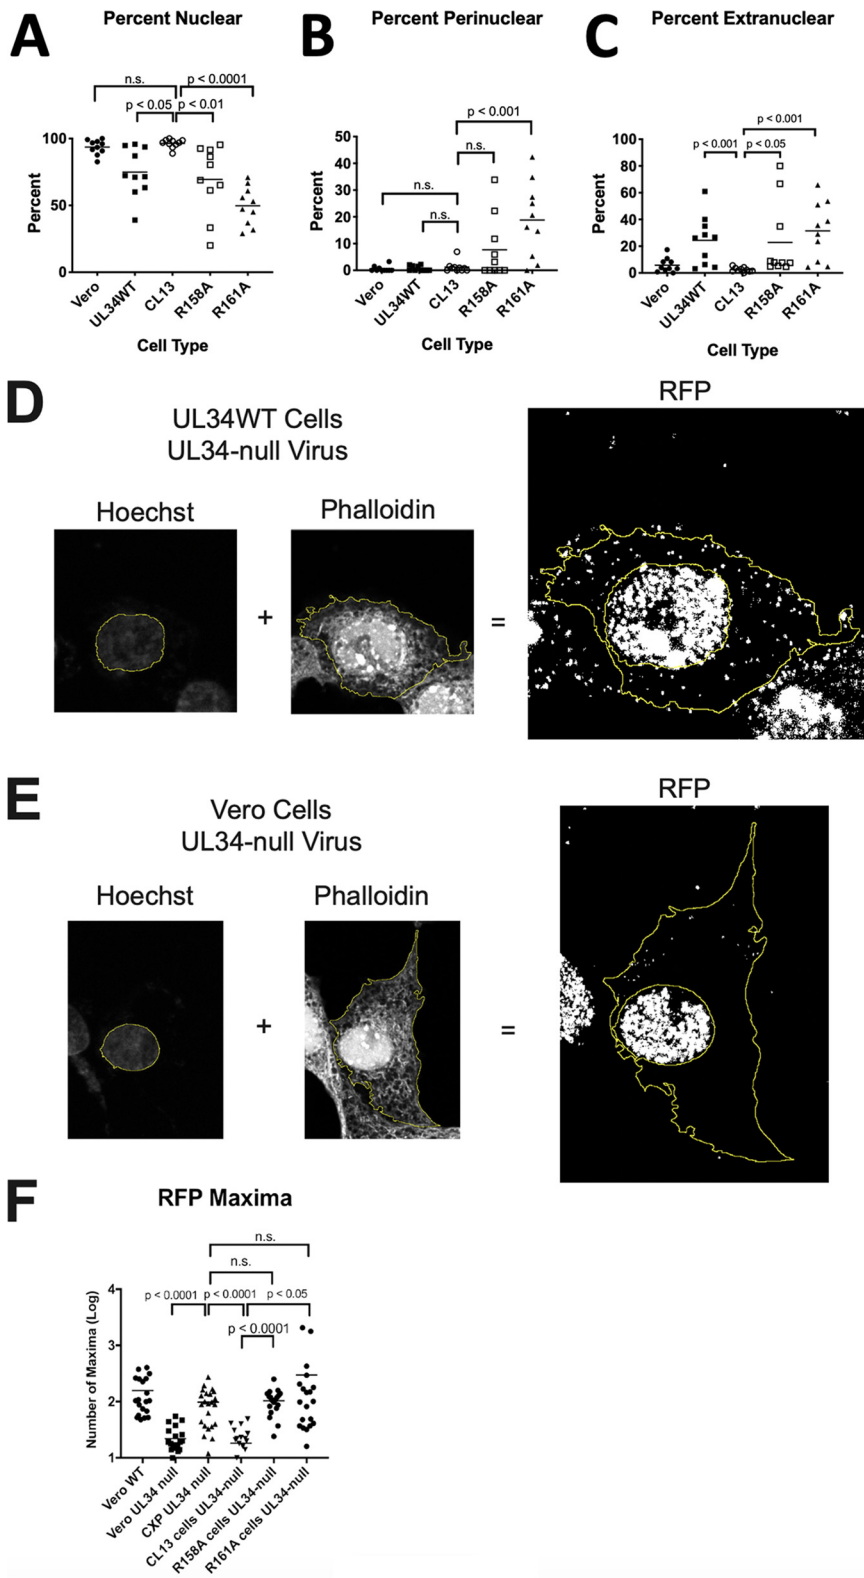 A
Percent Nuclear
n.s.
p < 0.0001
p < 0.05
p < 0.01
100
50
0
Percent
Vero
UL34WT
CL13
R158A
R161A
Cell Type
B
Percent Perinuclear
p < 0.001
n.s.
n.s.
n.s.
50
40
30
20
10
0
Percent
Vero
UL34WT
CL13
R158A
R161A
Cell Type
C
Percent Extranuclear
p < 0.001
p < 0.001
p < 0.05
100
80
60
40
20
0
Percent
Vero
UL34WT
CL13
R158A
R161A
Cell Type
D
UL34WT Cells
UL34-null Virus
Hoechst
+
Phalloidin
=
RFP
E
Vero Cells
UL34-null Virus
Hoechst
+
Phalloidin
=
RFP
F
RFP Maxima
n.s.
n.s.
p < 0.0001
p < 0.0001
p < 0.05
p < 0.0001
4
3
2
1
Number of Maxima (Log)
Vero WT
Vero UL34 null
CXP UL34 null
CL13 cells UL34-null
R158A cells UL34-null
R161A cells UL34-null